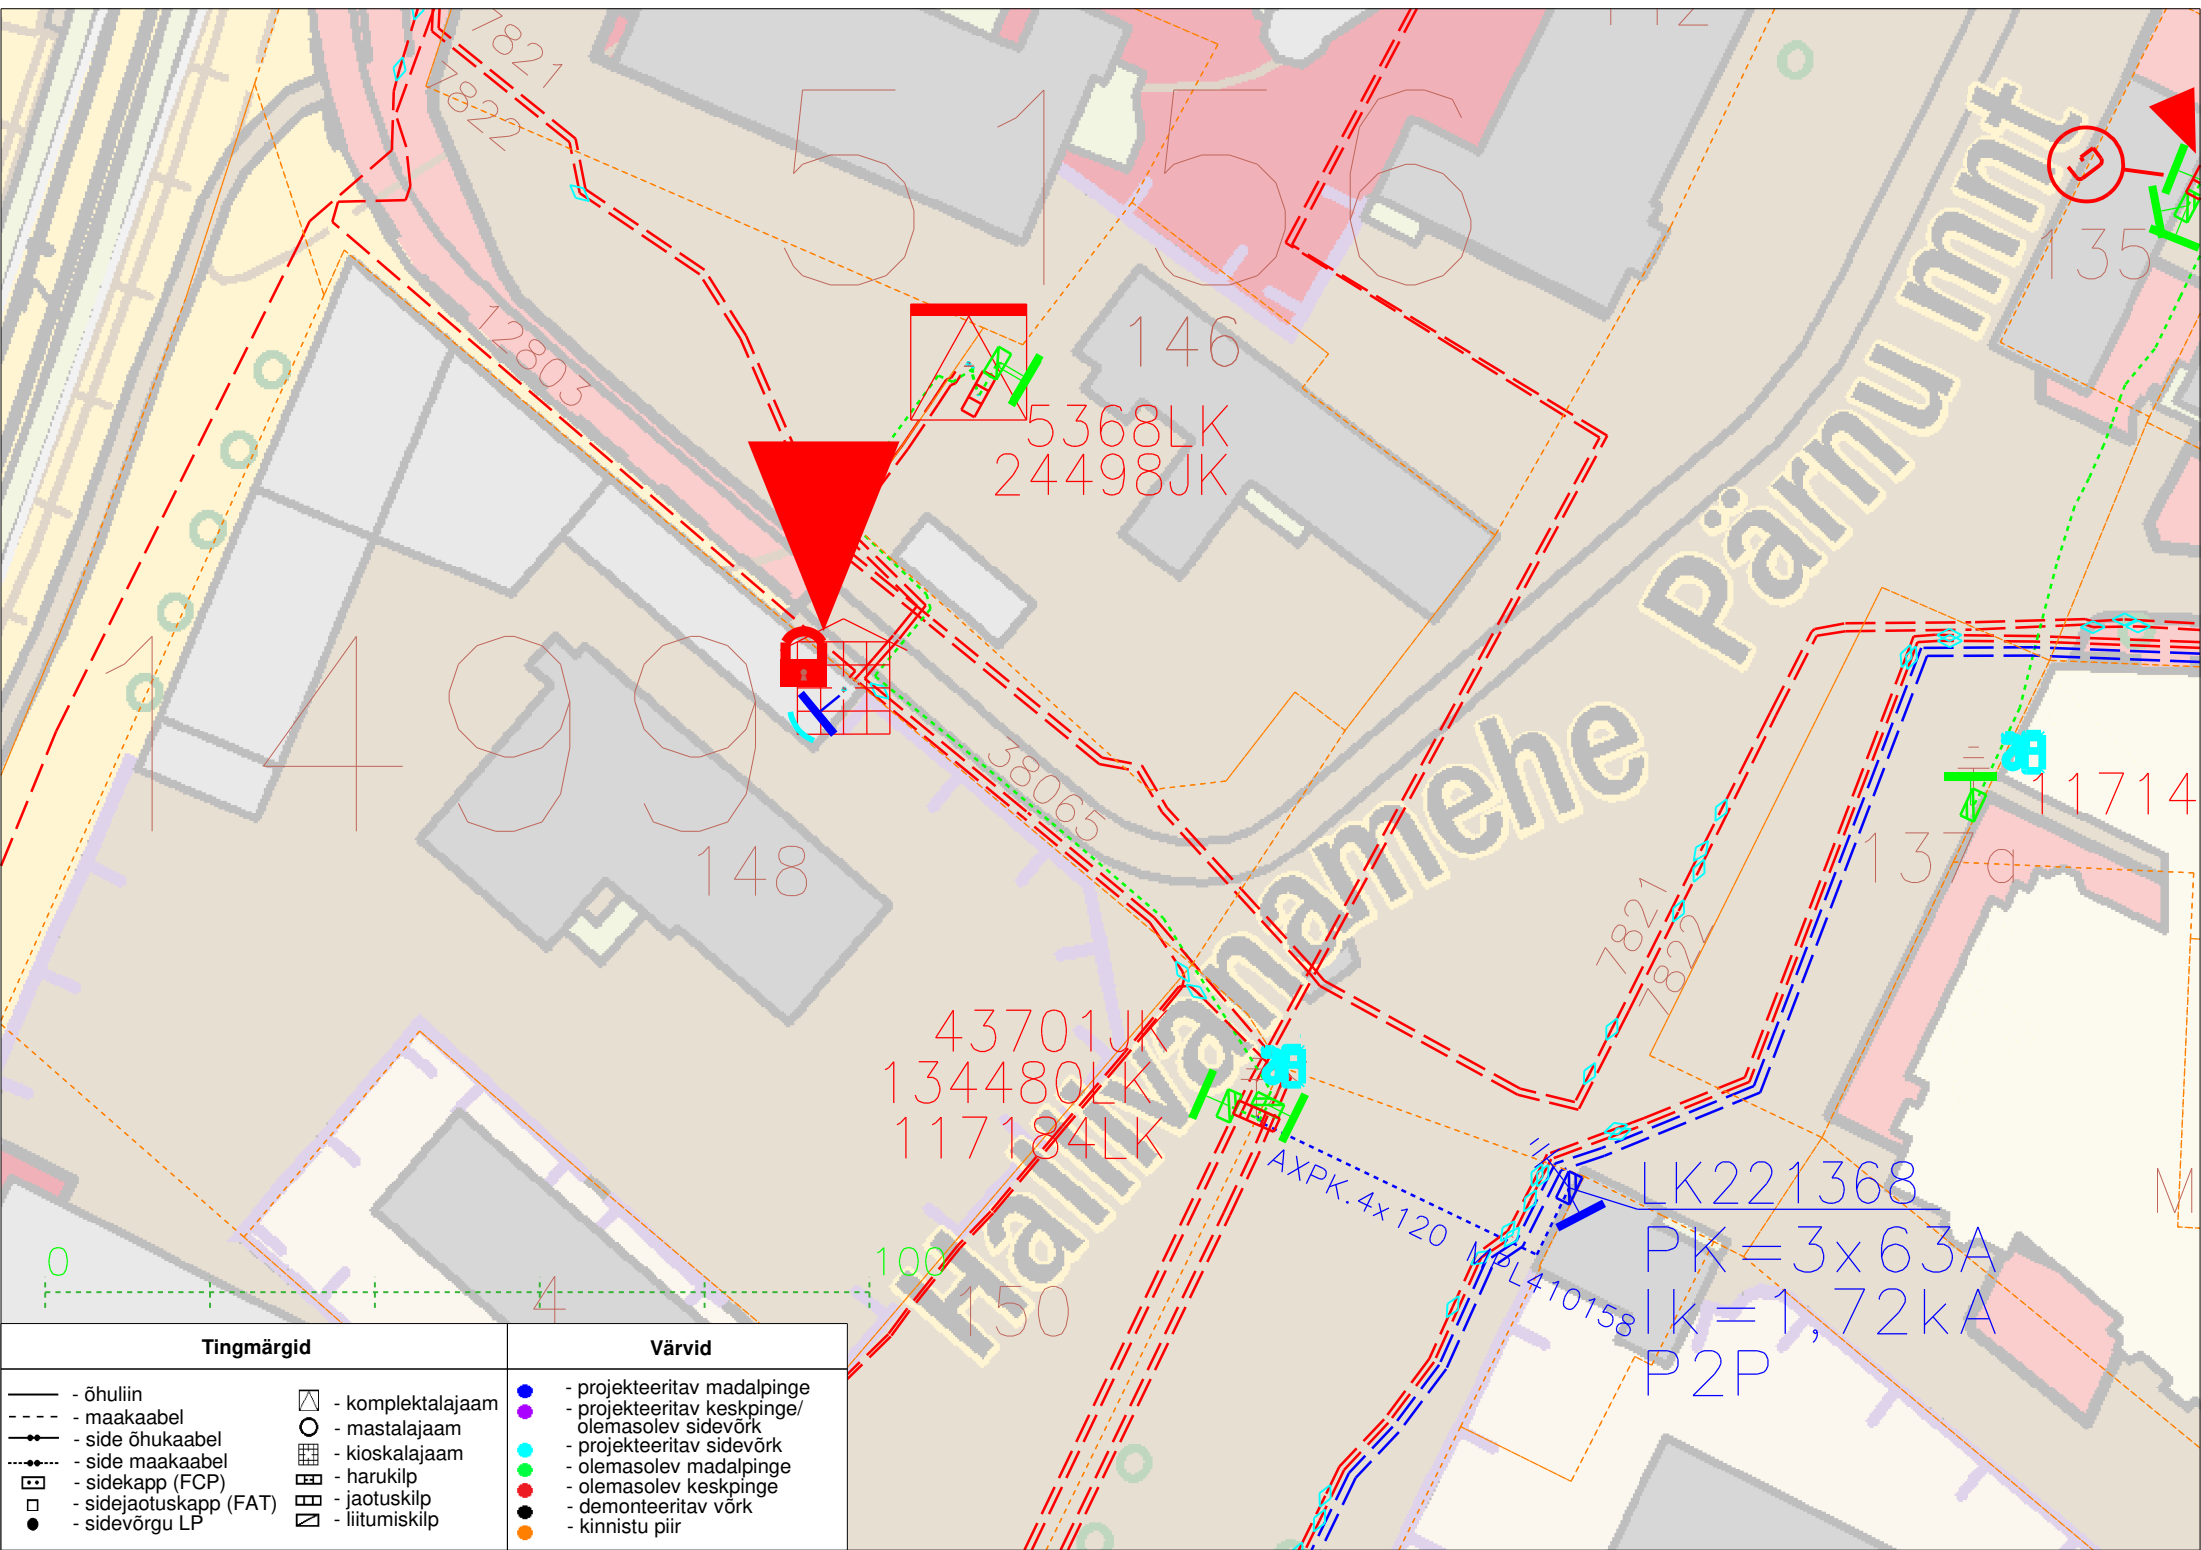 7821
7822
5156
112
Pärnu mnt
135
12803
146
5368LK
24498JK
1499
148
38065
Hallivanamehe
11714
137a
7821
7822
43701JK
134480LK
117184LK
AXPK.4x120
MPL410158
LK221368
PK=3x63A
Ik=1,72kA
P2P
M
0
100
4
150
Tingmärgid
- õhuliin
- maakaabel
- side õhukaabel
- side maakaabel
- sidekapp (FCP)
- sidejaotuskapp (FAT)
- sidevõrgu LP
- komplektalajaam
- mastalajaam
- kioskalajaam
- harukilp
- jaotuskilp
- liitumiskilp
Värvid
- projekteeritav madalpinge
- projekteeritav keskpinge/
olemasolev sidevõrk
- projekteeritav sidevõrk
- olemasolev madalpinge
- olemasolev keskpinge
- demonteeritav võrk
- kinnistu piir